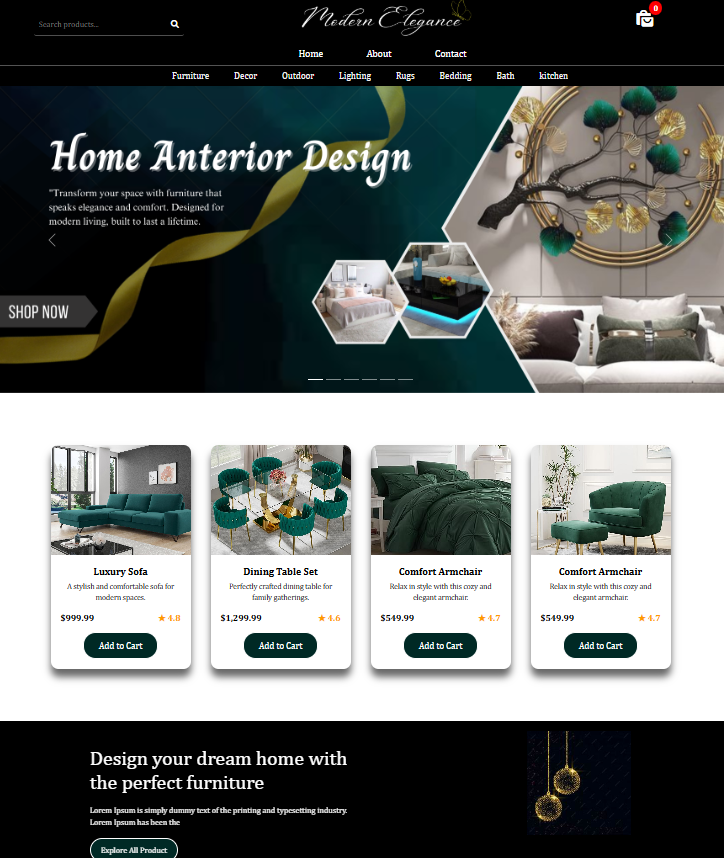 Search products...
Modern Elegance
0
Home About Contact
Furniture Decor Outdoor Lighting Rugs Bedding Bath kitchen
Home Anterior Design
"Transform your space with furniture that
speaks elegance and comfort. Designed for
modern living, built to last a lifetime.
SHOP NOW
Luxury Sofa
A stylish and comfortable sofa for
modern spaces.
$999.99 ★ 4.8
Add to Cart
Dining Table Set
Perfectly crafted dining table for
family gatherings.
$1,299.99 ★ 4.6
Add to Cart
Comfort Armchair
Relax in style with this cozy and
elegant armchair.
$549.99 ★ 4.7
Add to Cart
Comfort Armchair
Relax in style with this cozy and
elegant armchair.
$549.99 ★ 4.7
Add to Cart
Design your dream home with
the perfect furniture
Lorem Ipsum is simply dummy text of the printing and typesetting industry.
Lorem Ipsum has been the
Explore All Product